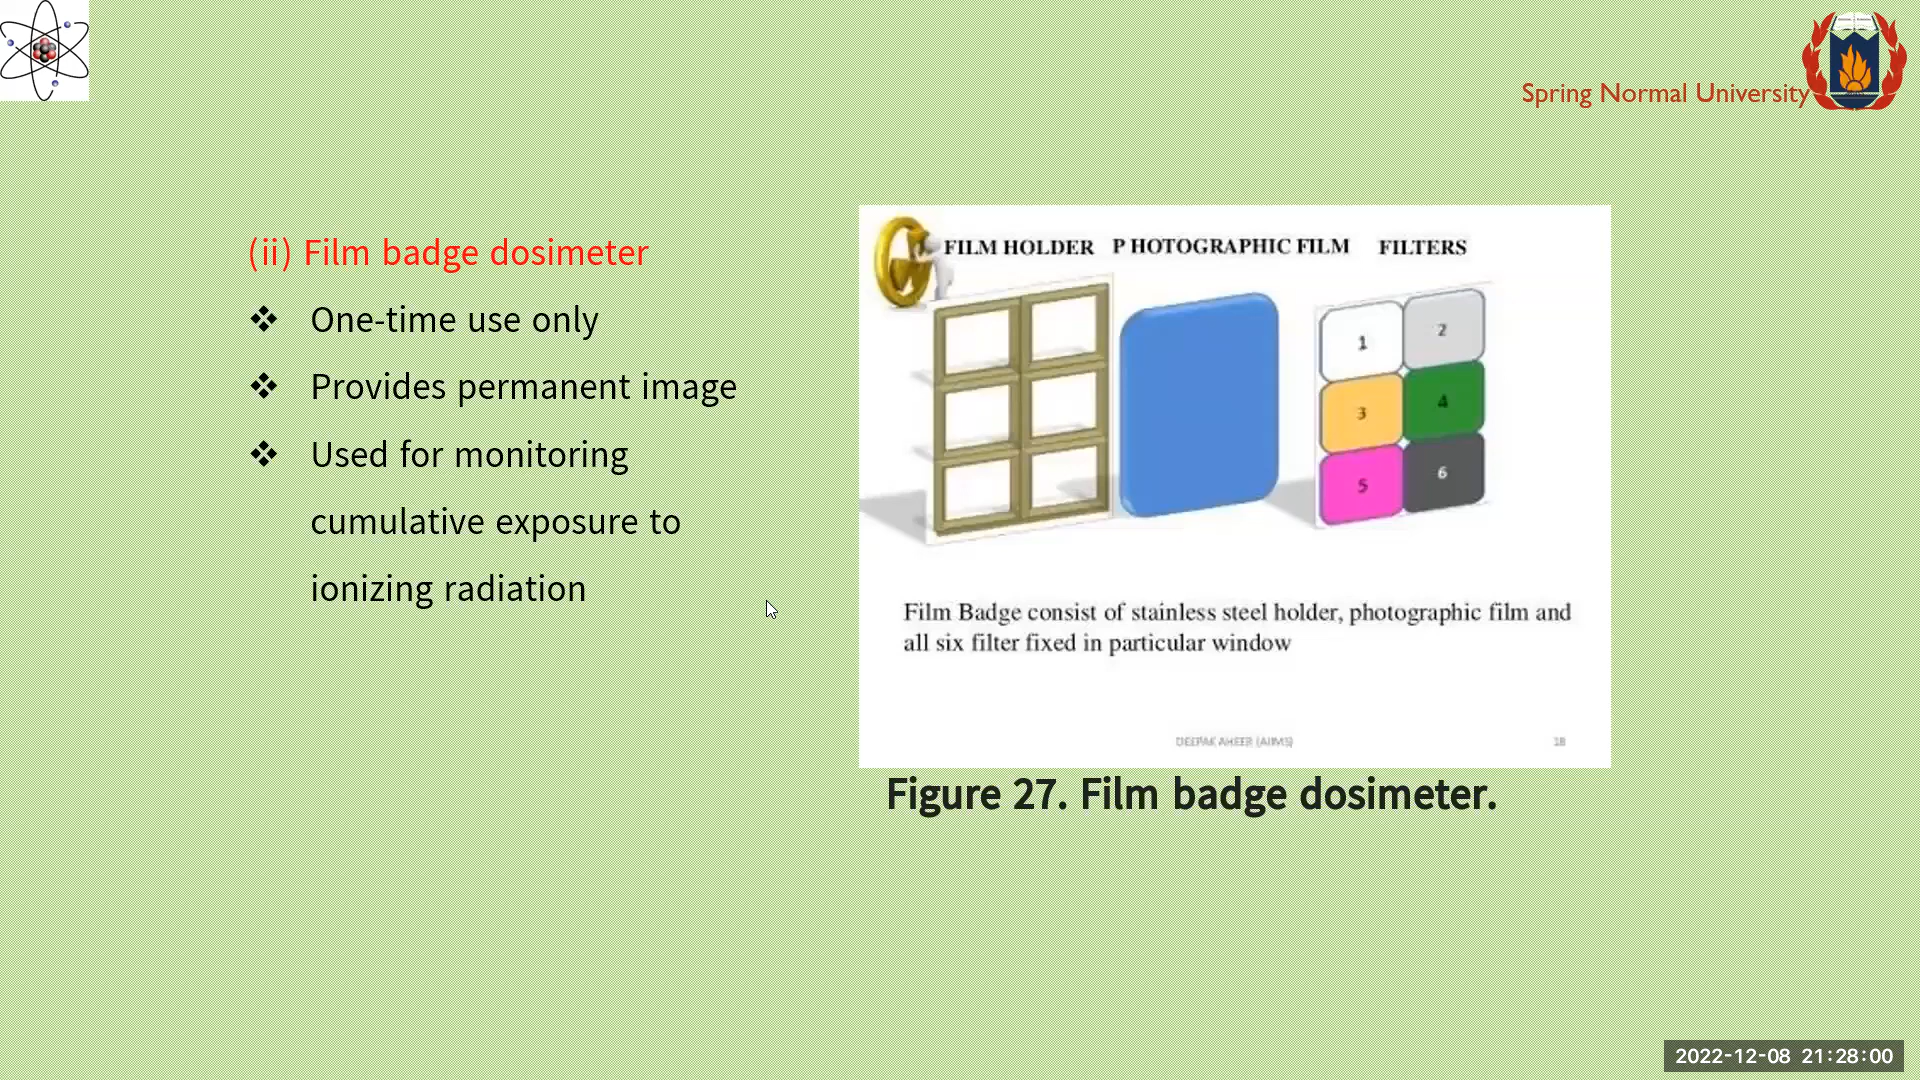 Spring Normal University
(ii) Film badge dosimeter
❖ One-time use only
❖ Provides permanent image
❖ Used for monitoring
cumulative exposure to
ionizing radiation
FILM HOLDER P HOTOGRAPHIC FILM FILTERS
1 2
3 4
5 6
Film Badge consist of stainless steel holder, photographic film and
all six filter fixed in particular window
DEEPAK AHEER (AIIMS) 18
Figure 27. Film badge dosimeter.
2022-12-08 21:28:00